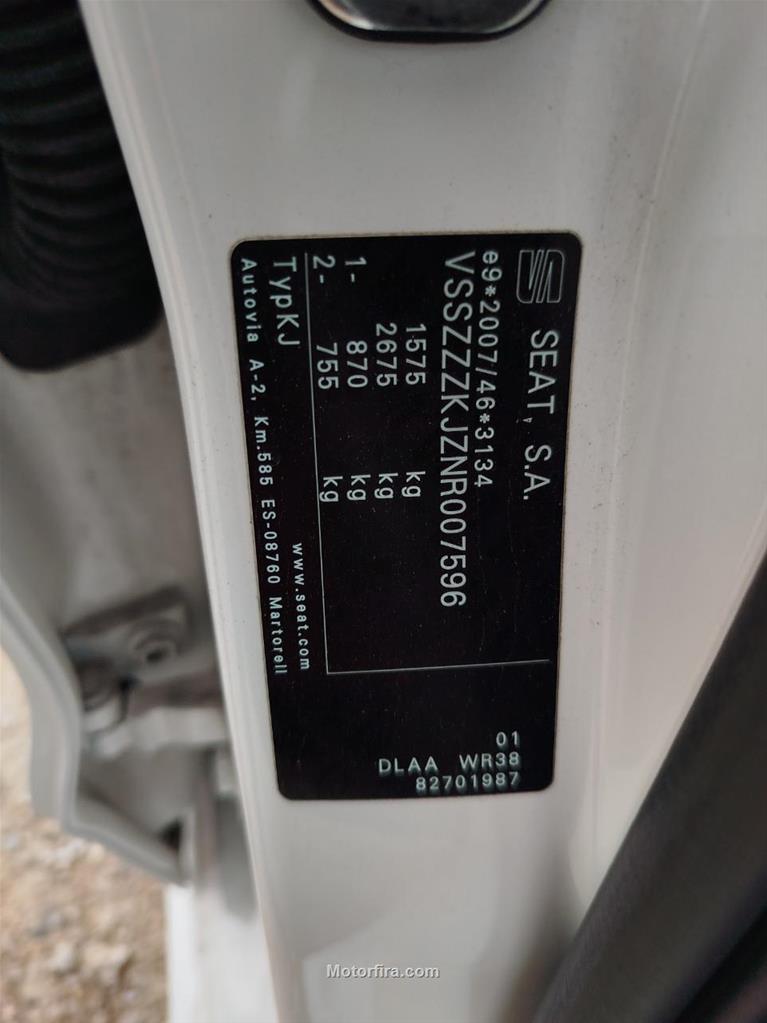 SEAT, S.A.
e9*2007/46*3134
VSSZZZKJZNR007596
1575 kg
2675 kg
1- 870 kg
2- 755 kg
TypKJ www.seat.com
Autovia A-2, Km.585 ES-08760 Martorell
01
DLAA WR38
82701987
Motorfira.com